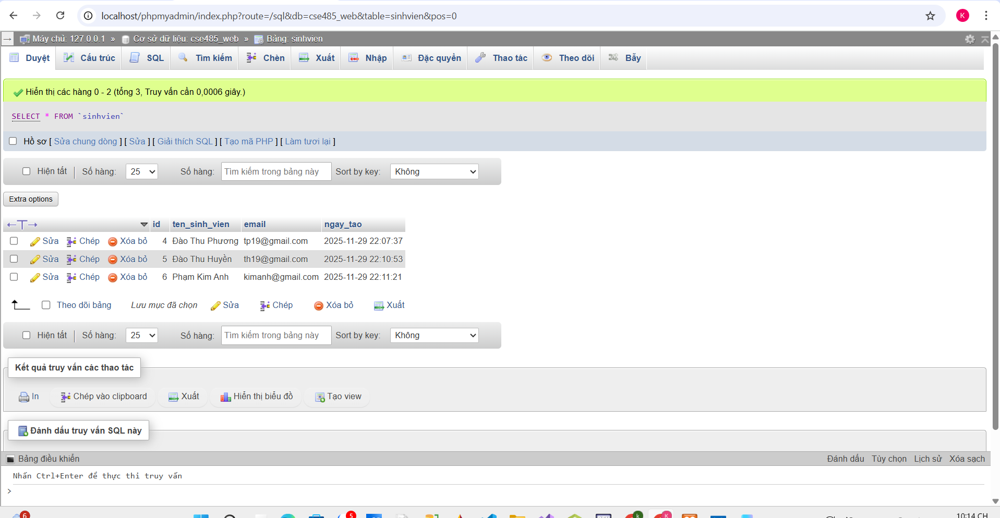 localhost/phpmyadmin/index.php?route=/sql&db=cse485_web&table=sinhvien&pos=0
K
Máy chủ: 127.0.0.1 » Cơ sở dữ liệu: cse485_web » Bảng: sinhvien
Duyệt Cấu trúc SQL Tìm kiếm Chèn Xuất Nhập Đặc quyền Thao tác Theo dõi Bẫy
Hiển thị các hàng 0 - 2 (tổng 3, Truy vấn cần 0,0006 giây.)
SELECT * FROM `sinhvien`
Hồ sơ [ Sửa chung dòng ] [ Sửa ] [ Giải thích SQL ] [ Tạo mã PHP ] [ Làm tươi lại ]
Hiện tất Số hàng: 25 Số hàng: Tìm kiếm trong bảng này Sort by key: Không
Extra options
←T→ id ten_sinh_vien email ngay_tao
Sửa Chép Xóa bỏ 4 Đào Thu Phương tp19@gmail.com 2025-11-29 22:07:37
Sửa Chép Xóa bỏ 5 Đào Thu Huyền th19@gmail.com 2025-11-29 22:10:53
Sửa Chép Xóa bỏ 6 Phạm Kim Anh kimanh@gmail.com 2025-11-29 22:11:21
Theo dõi bảng Lưu mục đã chọn Sửa Chép Xóa bỏ Xuất
Hiện tất Số hàng: 25 Số hàng: Tìm kiếm trong bảng này Sort by key: Không
Kết quả truy vấn các thao tác
In Chép vào clipboard Xuất Hiển thị biểu đồ Tạo view
Đánh dấu truy vấn SQL này
Bảng điều khiển Đánh dấu Tùy chọn Lịch sử Xóa sạch
Nhấn Ctrl+Enter để thực thi truy vấn
>
6 5 k K 10:14 CH